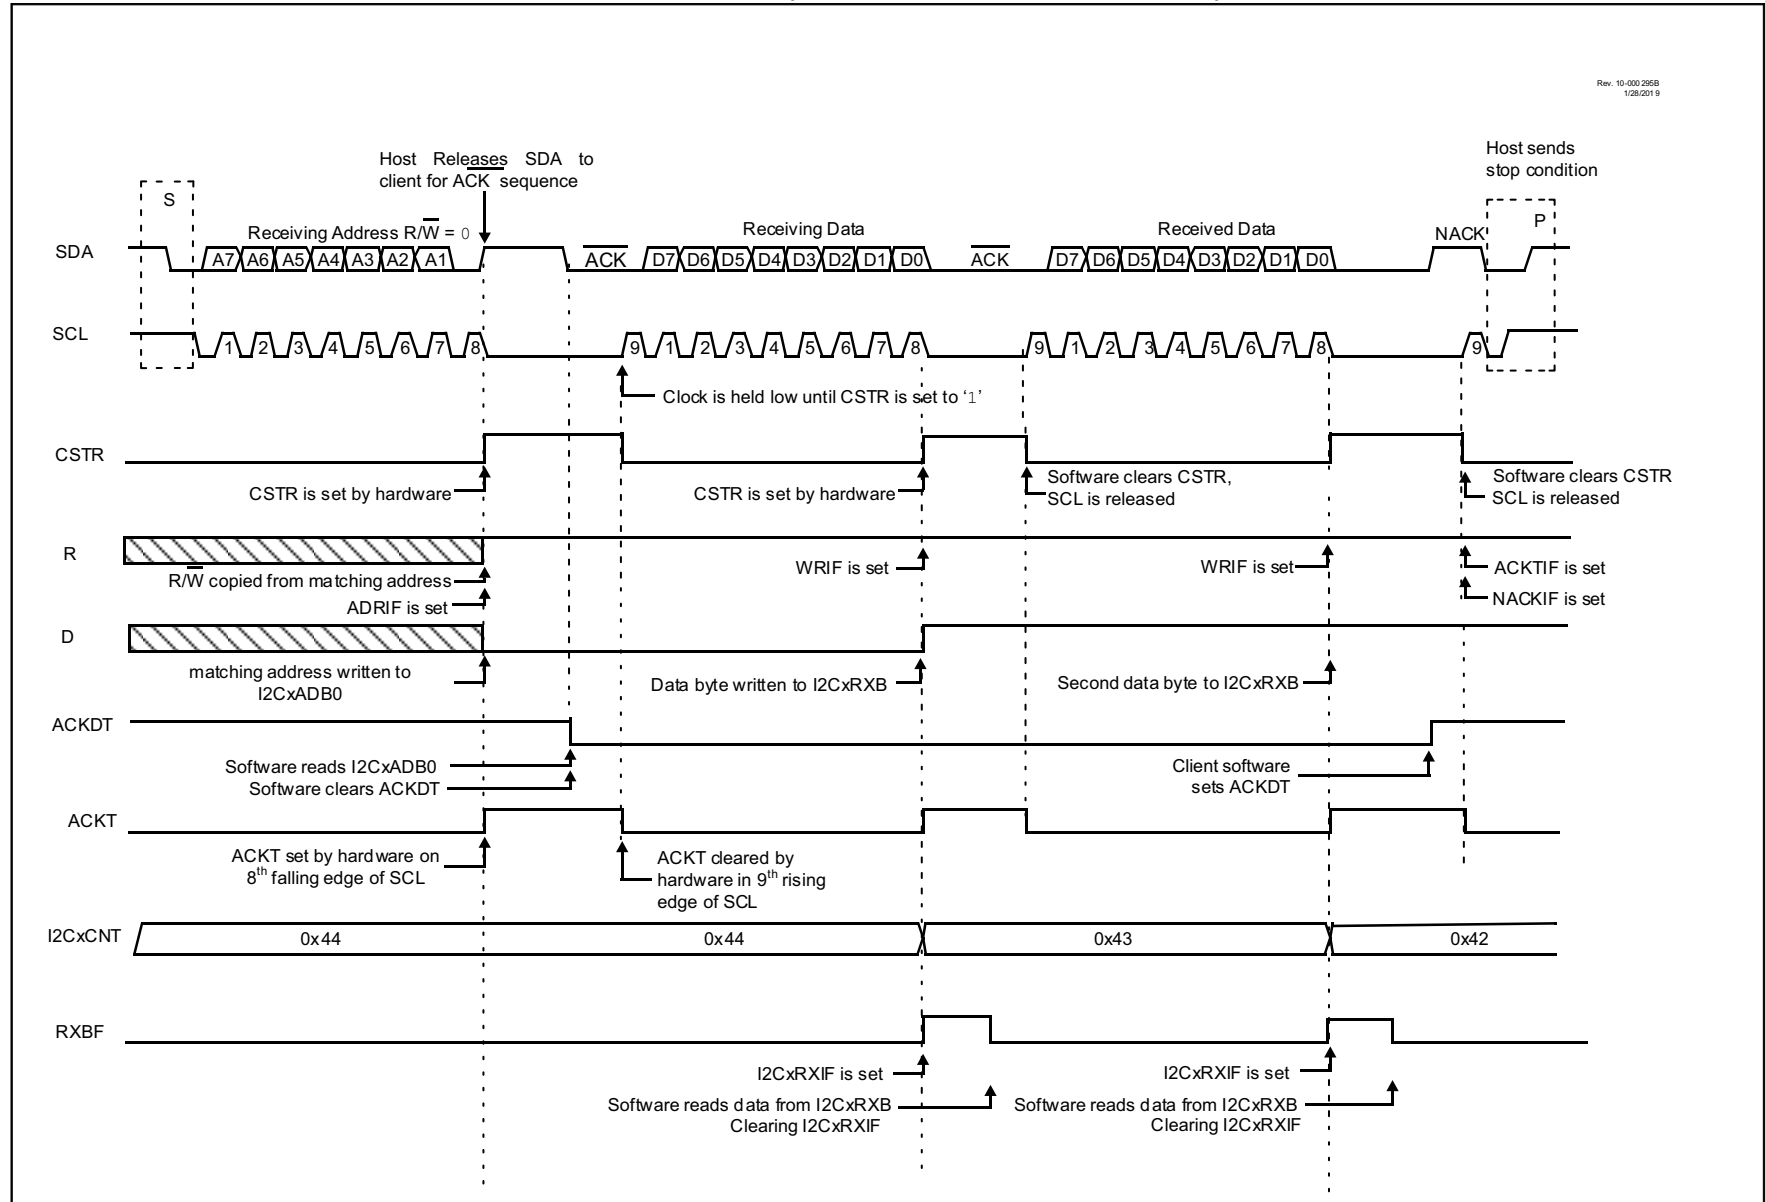 Rev. 10-000 295B
1/28/201 9
Host Releases SDA to
client for ACK sequence
Host sends
stop condition
S
P
Receiving Address R/W = 0
Receiving Data
Received Data
NACK
SDA
A7 A6 A5 A4 A3 A2 A1
ACK
D7 D6 D5 D4 D3 D2 D1 D0
ACK
D7 D6 D5 D4 D3 D2 D1 D0
SCL
1 2 3 4 5 6 7 8
9 1 2 3 4 5 6 7 8
9 1 2 3 4 5 6 7 8
9
Clock is held low until CSTR is set to ‘1’
CSTR
CSTR is set by hardware
CSTR is set by hardware
Software clears CSTR,
SCL is released
Software clears CSTR
SCL is released
R
R/W copied from matching address
ADRIF is set
WRIF is set
WRIF is set
ACKTIF is set
NACKIF is set
D
matching address written to
I2CxADB0
Data byte written to I2CxRXB
Second data byte to I2CxRXB
ACKDT
Software reads I2CxADB0
Software clears ACKDT
Client software
sets ACKDT
ACKT
ACKT set by hardware on
8th falling edge of SCL
ACKT cleared by
hardware in 9th rising
edge of SCL
I2CxCNT
0x44
0x44
0x43
0x42
RXBF
I2CxRXIF is set
I2CxRXIF is set
Software reads data from I2CxRXB
Clearing I2CxRXIF
Software reads data from I2CxRXB
Clearing I2CxRXIF